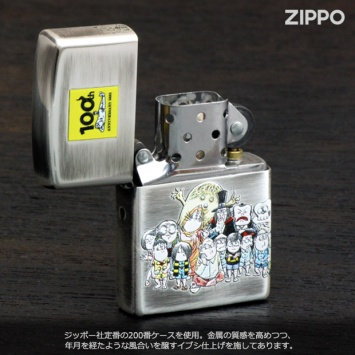 ZIPPO
100th
ジッポー社定番の200番ケースを使用。金属の質感を高めつつ、
年月を経たような風合いを醸すイブシ仕上げを施してあります。